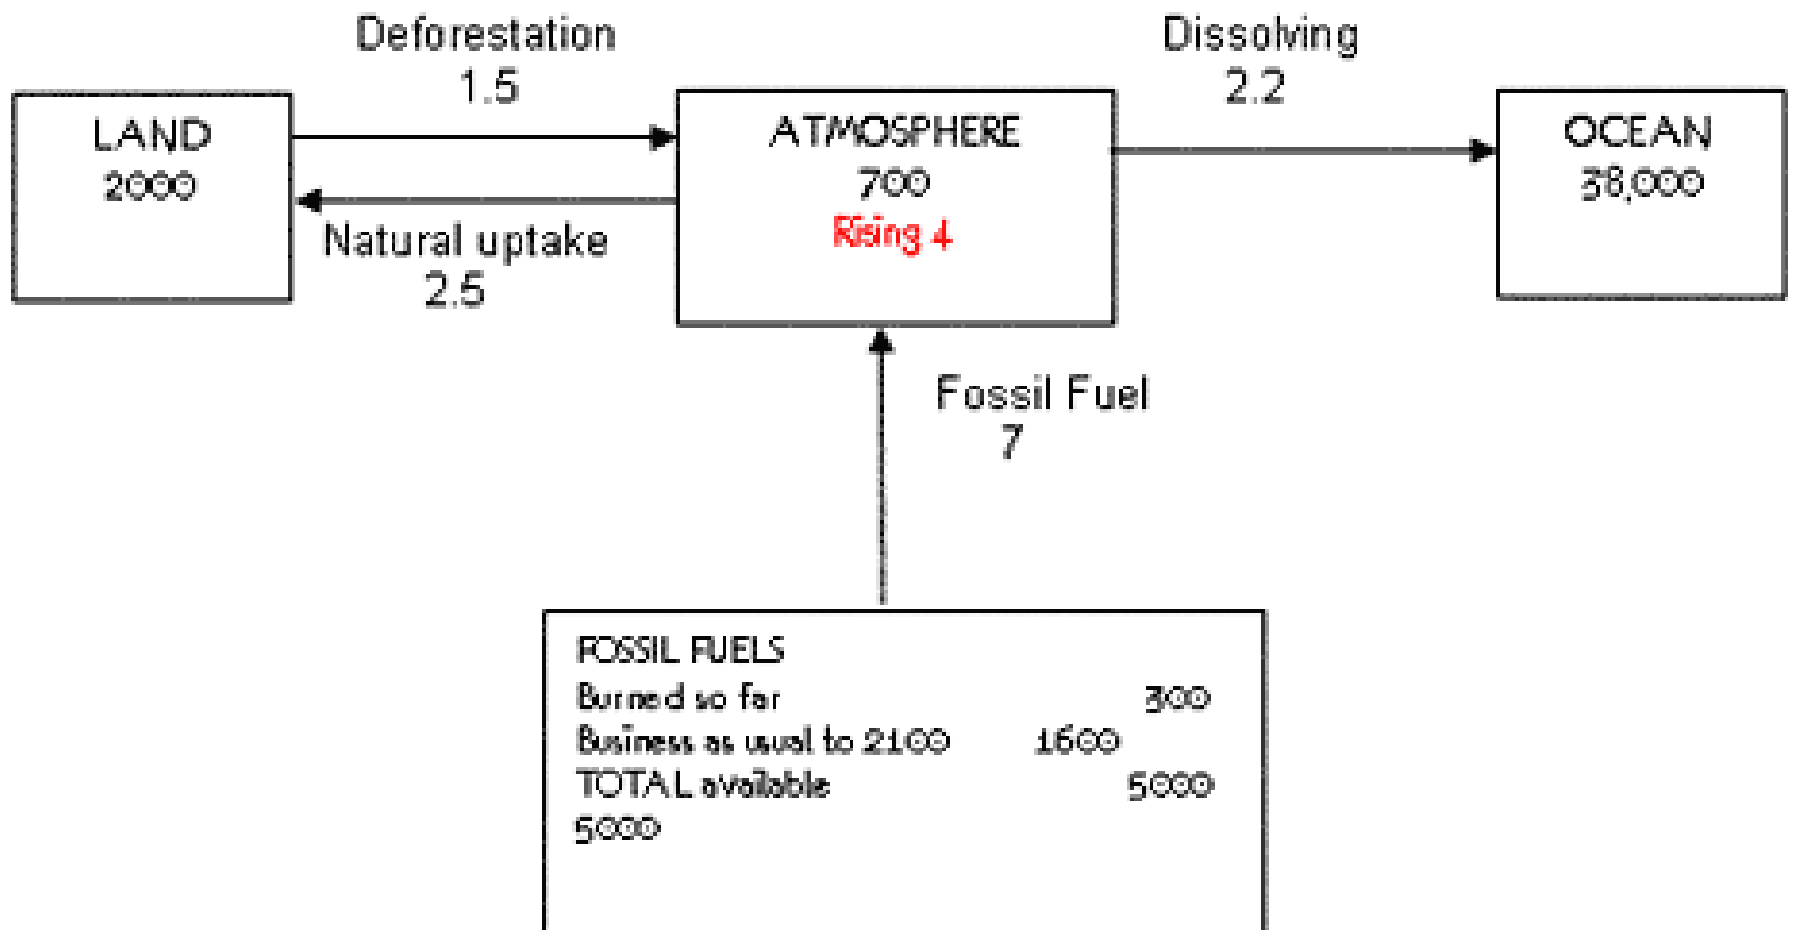 Deforestation
1.5
Dissolving
2.2
LAND
2000
ATMOSPHERE
700
Rising 4
OCEAN
38,000
Natural uptake
2.5
Fossil Fuel
7
FOSSIL FUELS
Burned so far 300
Business as usual to 2100 1600
TOTAL available 5000
5000